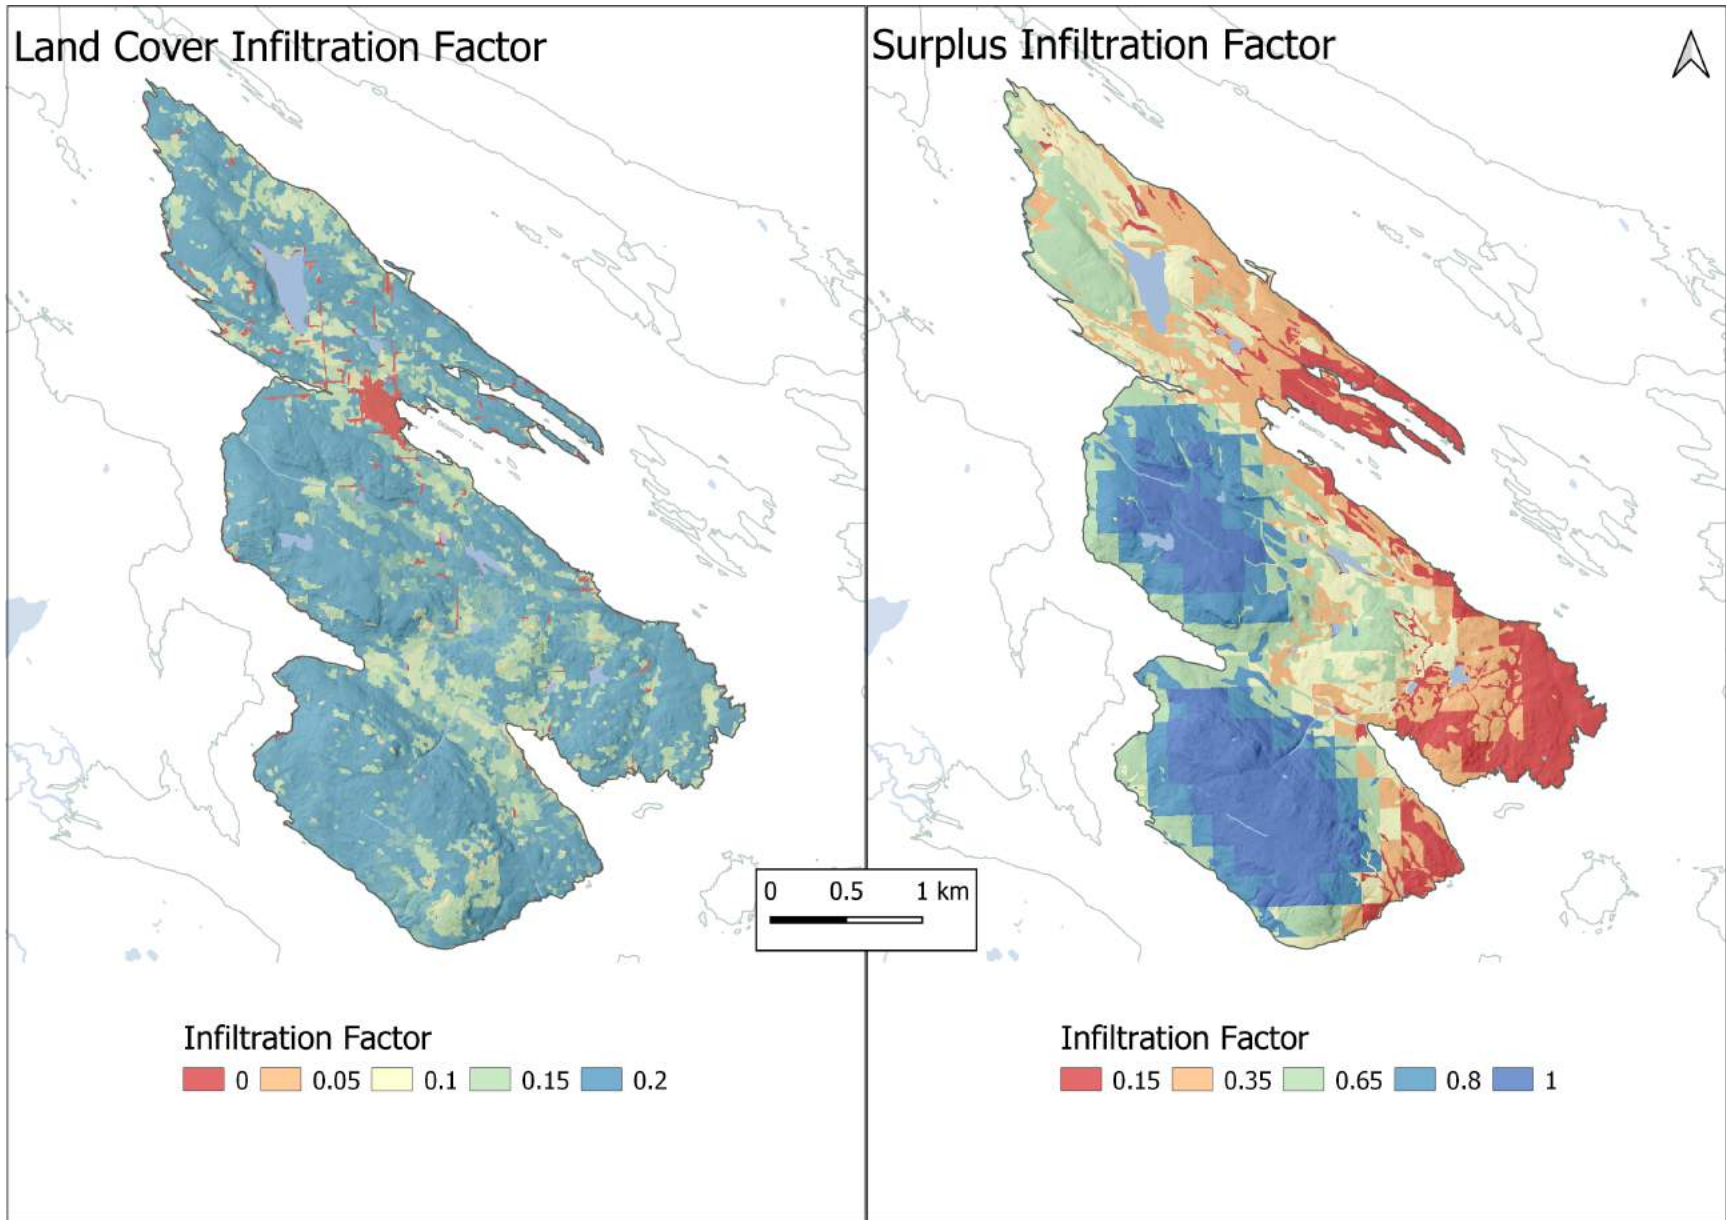 Land Cover Infiltration Factor
Surplus Infiltration Factor
0 0.5 1 km
Infiltration Factor
0 0.05 0.1 0.15 0.2
Infiltration Factor
0.15 0.35 0.65 0.8 1